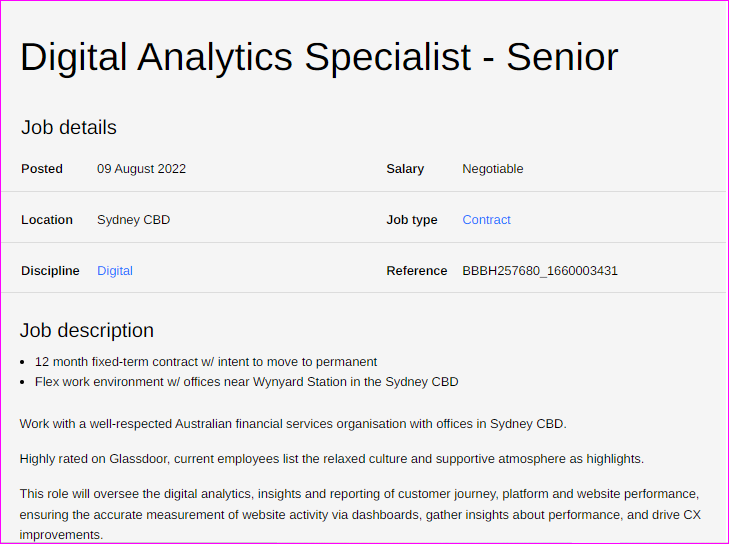 Digital Analytics Specialist - Senior
Job details
Posted 09 August 2022 Salary Negotiable
Location Sydney CBD Job type Contract
Discipline Digital Reference BBBH257680_1660003431
Job description
• 12 month fixed-term contract w/ intent to move to permanent
• Flex work environment w/ offices near Wynyard Station in the Sydney CBD
Work with a well-respected Australian financial services organisation with offices in Sydney CBD.
Highly rated on Glassdoor, current employees list the relaxed culture and supportive atmosphere as highlights.
This role will oversee the digital analytics, insights and reporting of customer journey, platform and website performance,
ensuring the accurate measurement of website activity via dashboards, gather insights about performance, and drive CX
improvements.